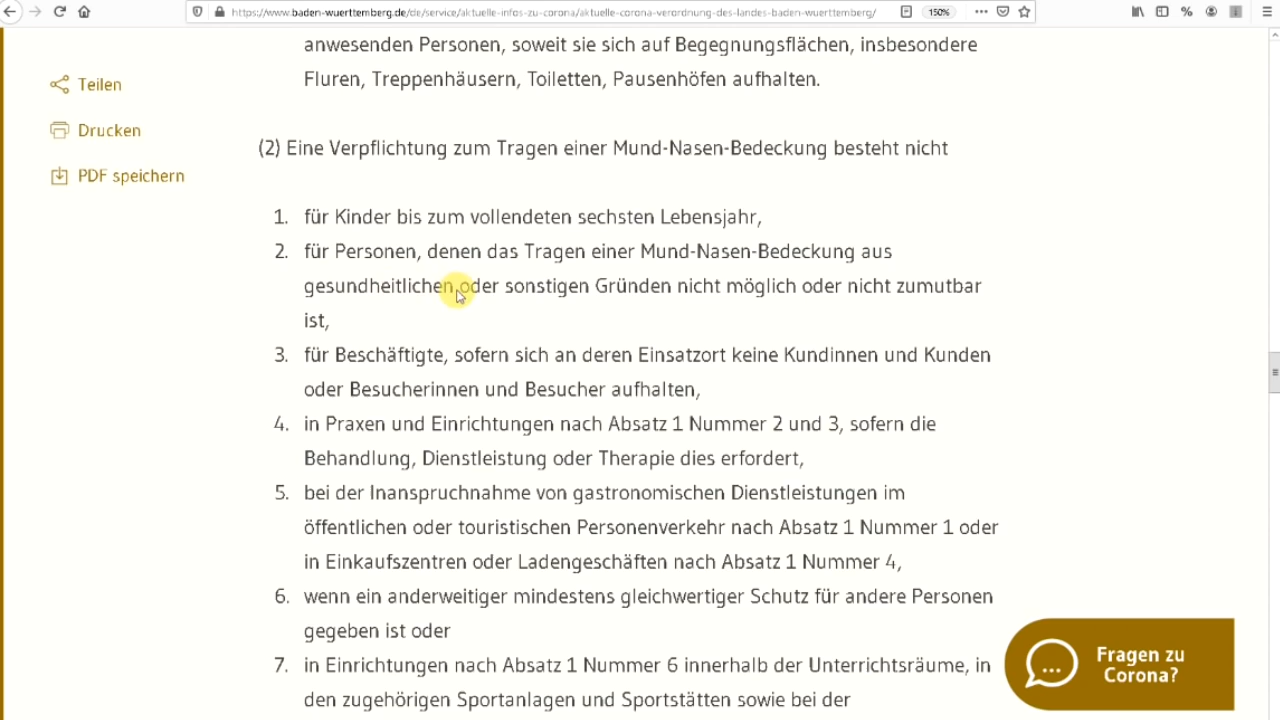 https://www.baden-wuerttemberg.de/de/service/aktuelle-infos-zu-corona/aktuelle-corona-verordnung-des-landes-baden-wuerttemberg/
150%
anwesenden Personen, soweit sie sich auf Begegnungsflächen, insbesondere
Fluren, Treppenhäusern, Toiletten, Pausenhöfen aufhalten.
Teilen
Drucken
PDF speichern
(2) Eine Verpflichtung zum Tragen einer Mund-Nasen-Bedeckung besteht nicht
1. für Kinder bis zum vollendeten sechsten Lebensjahr,
2. für Personen, denen das Tragen einer Mund-Nasen-Bedeckung aus
gesundheitlichen oder sonstigen Gründen nicht möglich oder nicht zumutbar
ist,
3. für Beschäftigte, sofern sich an deren Einsatzort keine Kundinnen und Kunden
oder Besucherinnen und Besucher aufhalten,
4. in Praxen und Einrichtungen nach Absatz 1 Nummer 2 und 3, sofern die
Behandlung, Dienstleistung oder Therapie dies erfordert,
5. bei der Inanspruchnahme von gastronomischen Dienstleistungen im
öffentlichen oder touristischen Personenverkehr nach Absatz 1 Nummer 1 oder
in Einkaufszentren oder Ladengeschäften nach Absatz 1 Nummer 4,
6. wenn ein anderweitiger mindestens gleichwertiger Schutz für andere Personen
gegeben ist oder
7. in Einrichtungen nach Absatz 1 Nummer 6 innerhalb der Unterrichtsräume, in
den zugehörigen Sportanlagen und Sportstätten sowie bei der
Fragen zu
Corona?